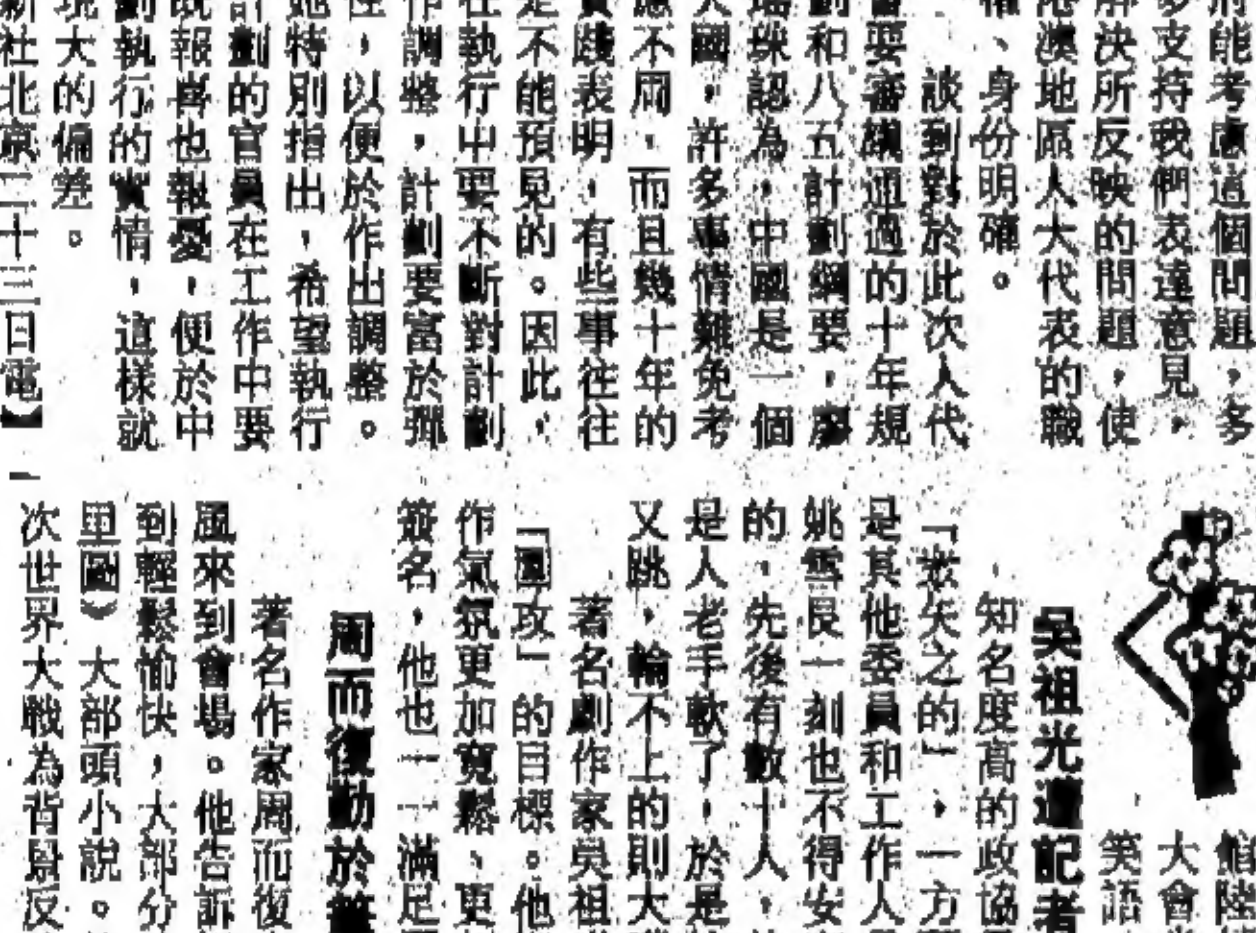 府能考慮這個問題，多
多支持我們表達意見，
解決所反映的問題，使
港澳地區人大代表的職
權、身份明確。
談到對於此次人代
會要審議通過的十年規
劃和八五計劃綱要，廖
瑤珠認為，中國是一個
大國，許多事情難免考
慮不周，而且幾十年的
實踐表明，有些事往往
是不能預見的。因此，
在執行中要不斷對計劃
作調整，計劃要富於彈
性，以便於作出調整。
她特別指出，希望執行
計劃的官員在工作中要
既報喜也報憂，便於中
執行的實情，這樣就
大的偏差。
新社北京二十三日電】
大會
笑語
吳祖光遭記者
知名度高的政協
之的」，一方
是其他委員和工作人
姚雪垠一刻也不得安
的。先後有數十人，
是人老手軟了，於是
又跳，輪不上的則大
著名劇作家吳祖
「圍攻」的目標。他
作氣氛更加寬鬆、更
簽名，他也一一滿足
周而復勤於
著名作家周而復
風來到會場。他告訴
到輕鬆愉快，大部分
里圖》大部頭小說。
次世界大戰為背景反